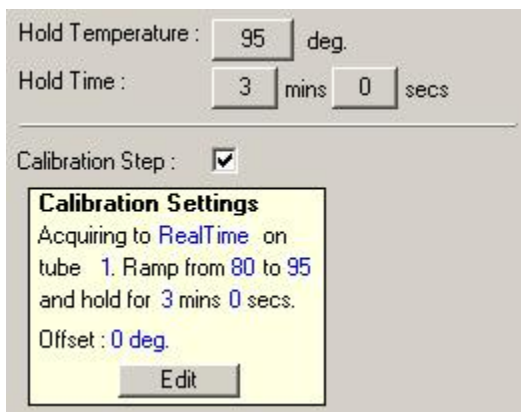 Hold Temperature : 95 deg.
Hold Time : 3 mins 0 secs
Calibration Step :
Calibration Settings
Acquiring to RealTime on
tube 1. Ramp from 80 to 95
and hold for 3 mins 0 secs.
Offset : 0 deg.
Edit